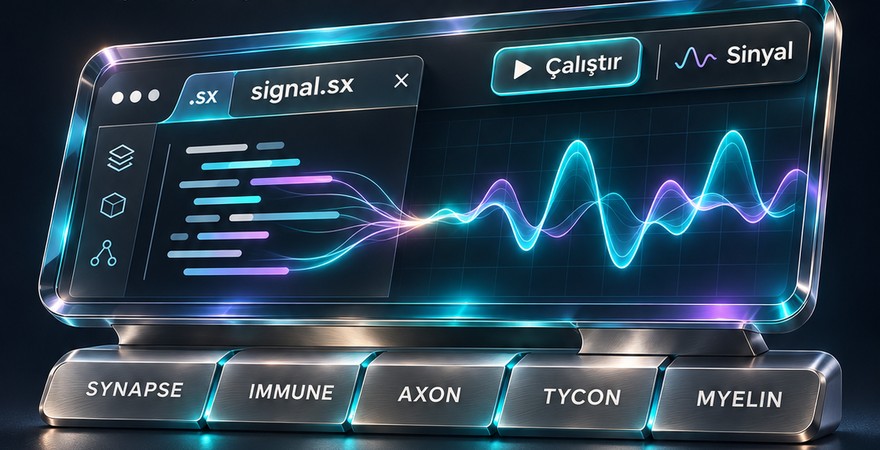 .sx
signal.sx
Çalıştır
Sinyal
SYNAPSE
IMMUNE
AXON
TYCON
MYELIN